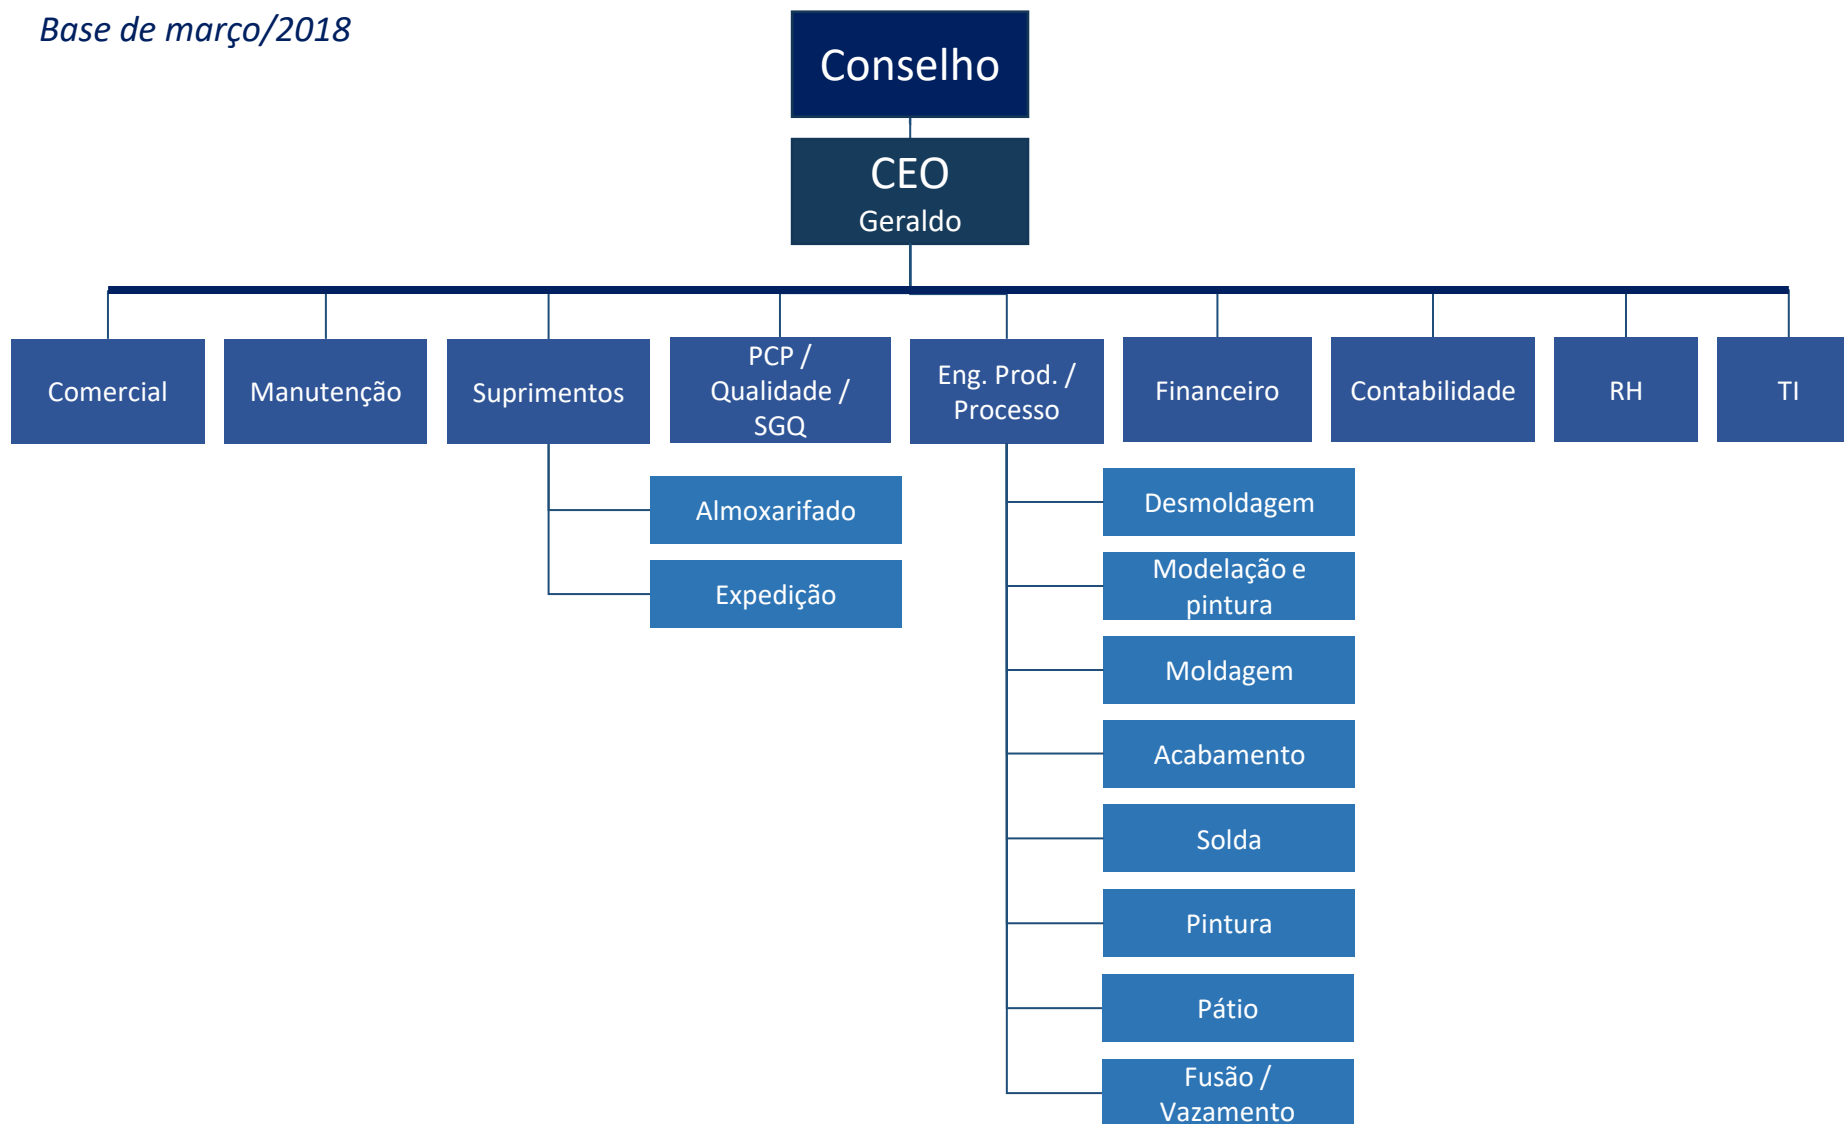 Base de março/2018
Conselho
CEO
Geraldo
Comercial
Manutenção
Suprimentos
PCP /
Qualidade /
SGQ
Eng. Prod. /
Processo
Financeiro
Contabilidade
RH
TI
Almoxarifado
Expedição
Desmoldagem
Modelação e
pintura
Moldagem
Acabamento
Solda
Pintura
Pátio
Fusão /
Vazamento